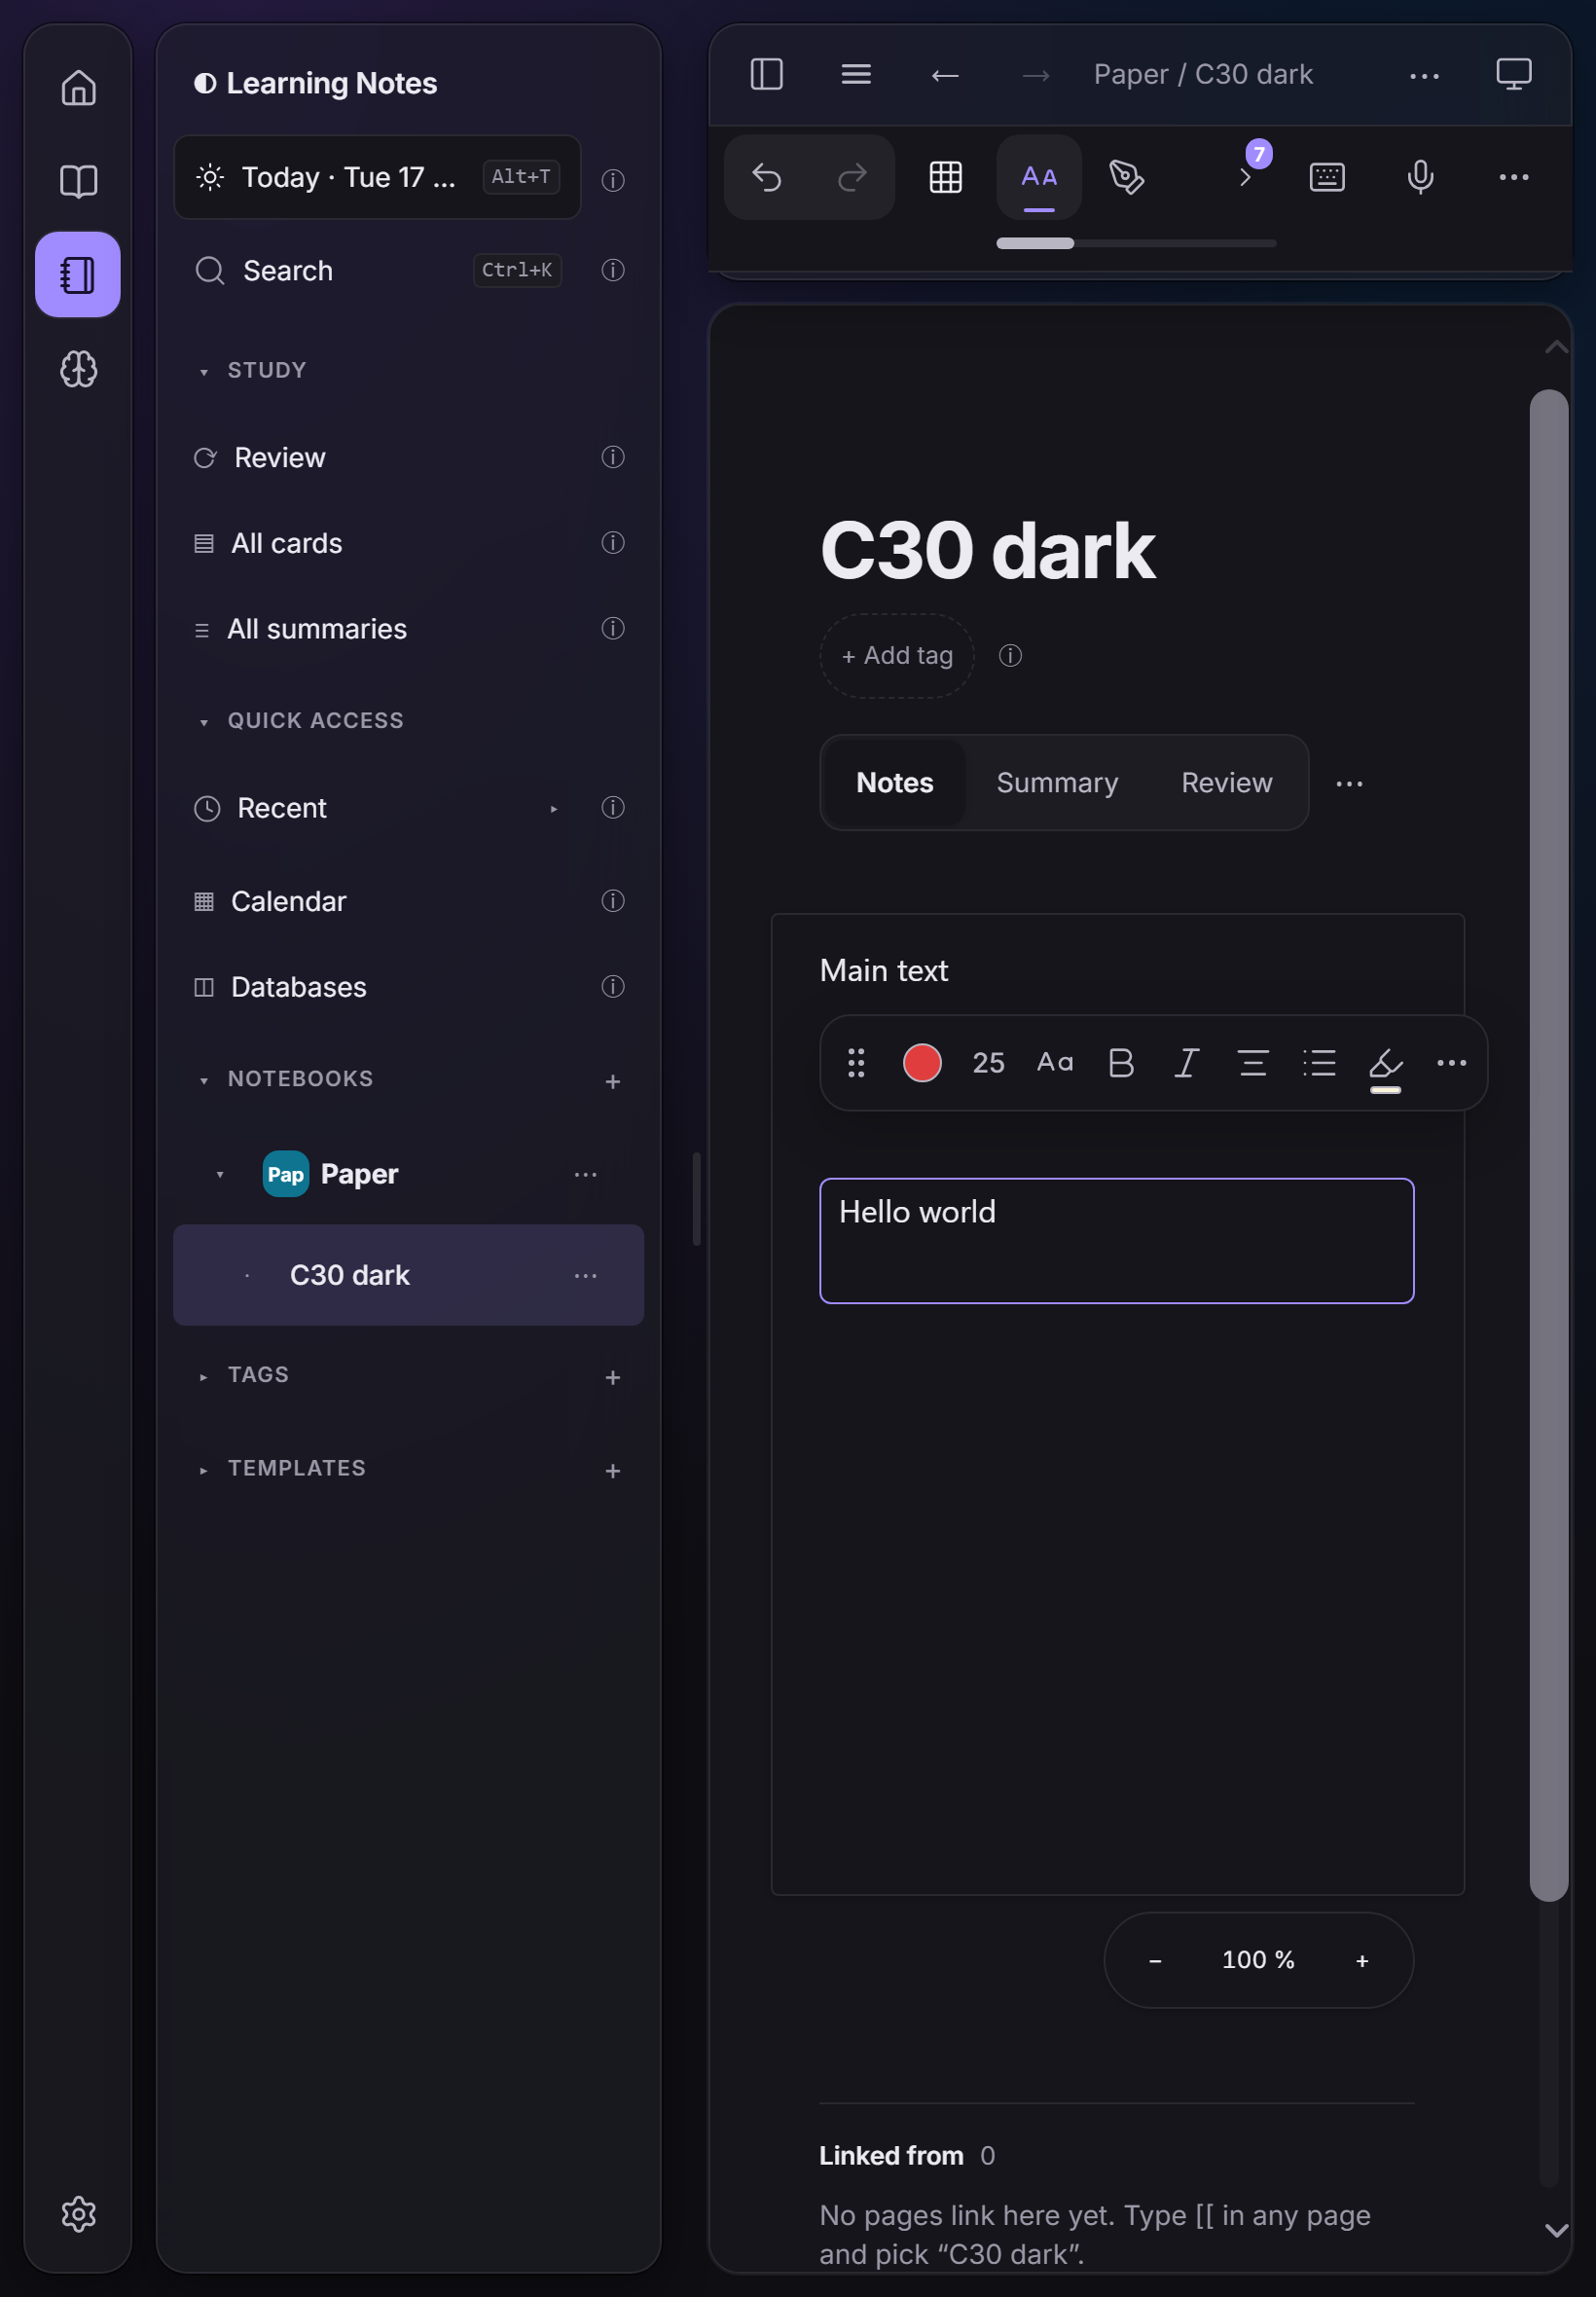 Learning Notes
Today · Tue 17 ...
Alt+T
Search
Ctrl+K
STUDY
Review
All cards
All summaries
QUICK ACCESS
Recent
Calendar
Databases
NOTEBOOKS
Pap Paper
C30 dark
TAGS
TEMPLATES
Paper / C30 dark
Aa
7
C30 dark
+ Add tag
Notes Summary Review
Main text
25 Aa B I
Hello world
− 100 % +
Linked from 0
No pages link here yet. Type [[ in any page
and pick “C30 dark”.